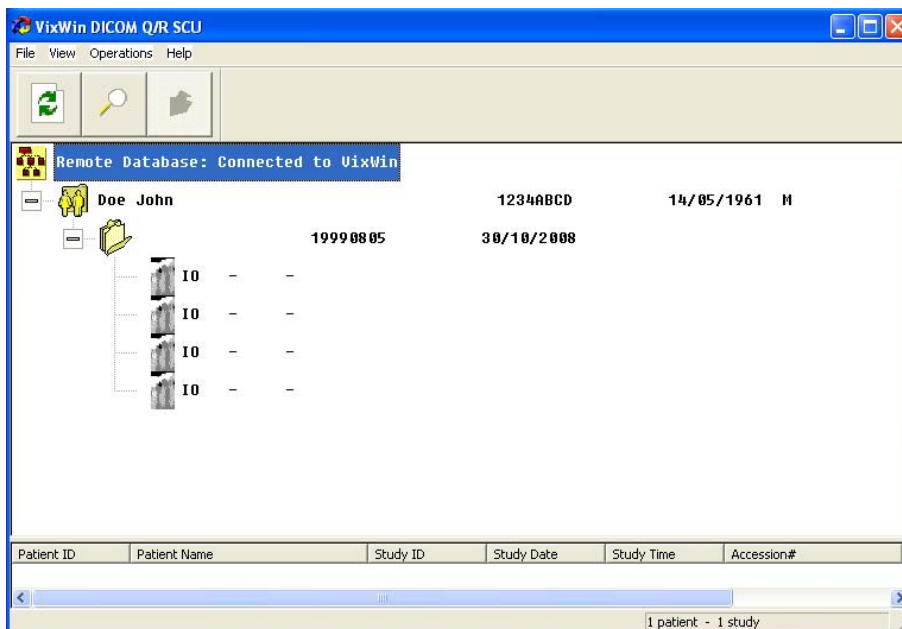 VixWin DICOM Q/R SCU
File View Operations Help
Remote Database: Connected to VixWin
Doe John 1234ABCD 14/05/1961 M
19990805 30/10/2008
IO - -
IO - -
IO - -
IO - -
Patient ID Patient Name Study ID Study Date Study Time Accession#
1 patient - 1 study